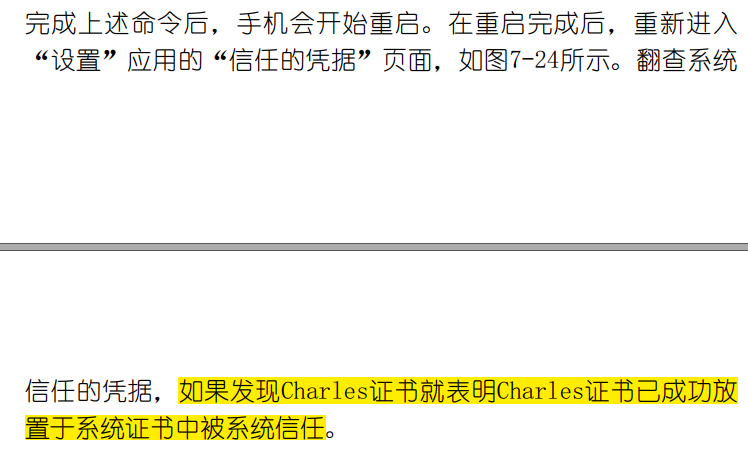 完成上述命令后，手机会开始重启。在重启完成后，重新进入
“设置”应用的“信任的凭据”页面，如图7-24所示。翻查系统
信任的凭据，如果发现Charles证书就表明Charles证书已成功放
置于系统证书中被系统信任。